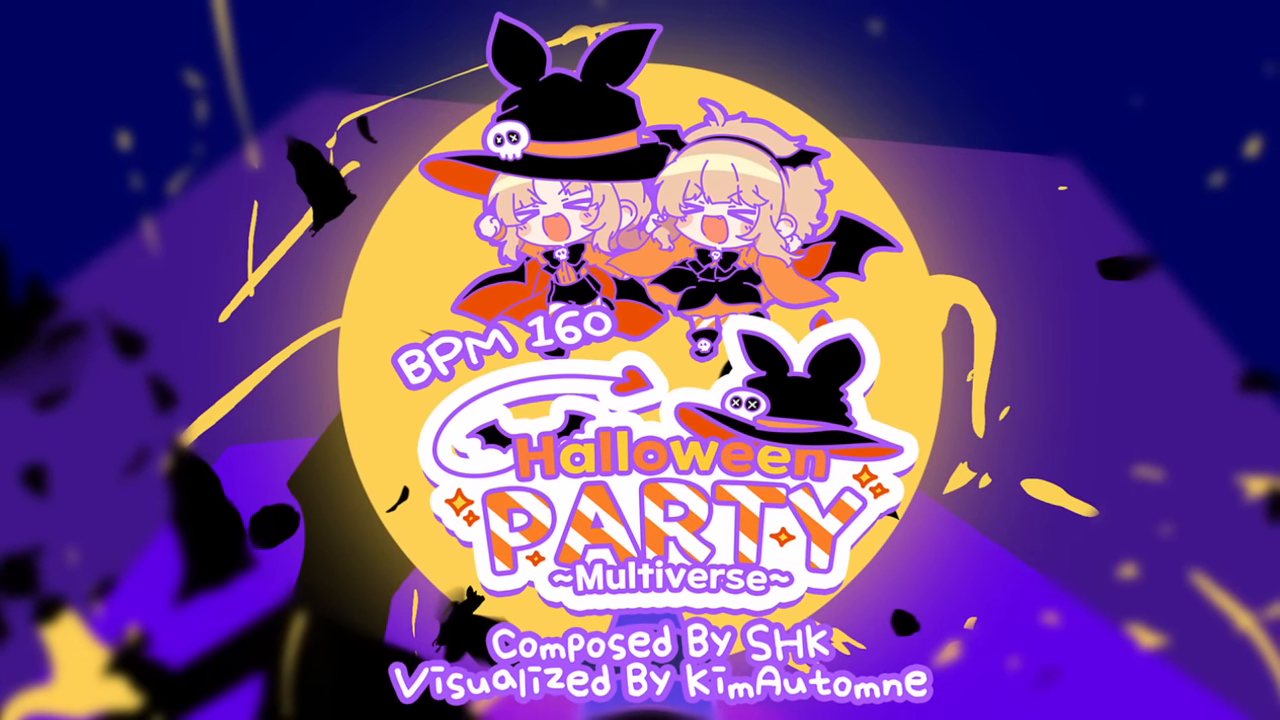 BPM 160
Halloween
PARTY
~Multiverse~
Composed By SHK
Visualized By KimAutomne